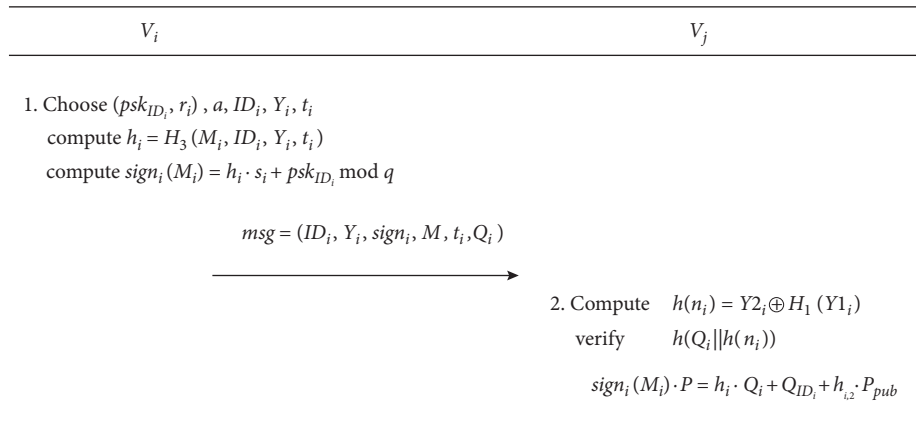 V_i V_j
1. Choose (psk_{ID_i}, r_i) , a, ID_i, Y_i, t_i
compute h_i = H_3 (M_i, ID_i, Y_i, t_i)
compute sign_i (M_i) = h_i · s_i + psk_{ID_i} mod q
msg = (ID_i, Y_i, sign_i, M, t_i, Q_i )
2. Compute h(n_i) = Y2_i ⊕ H_1 (Y1_i)
verify h(Q_i||h(n_i))
sign_i (M_i) · P = h_i · Q_i + Q_{ID_i} + h_{i,2} · P_{pub}